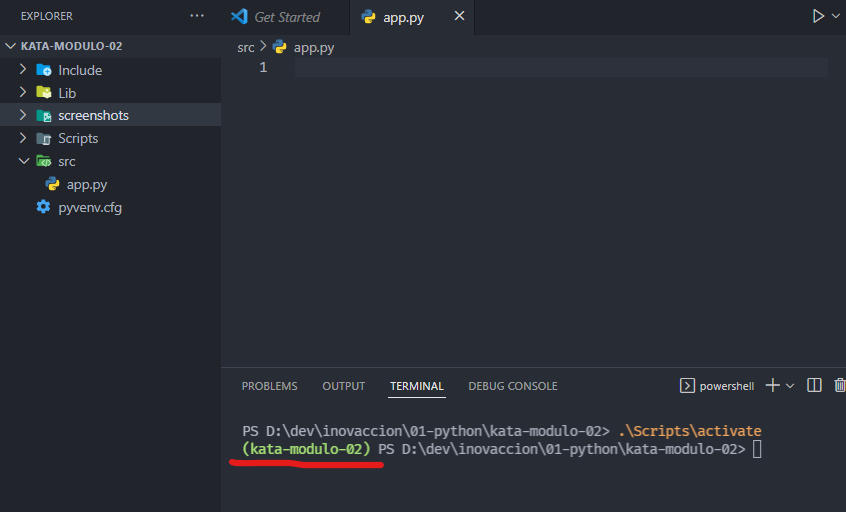 EXPLORER ...
Get Started
app.py
KATA-MODULO-02
src > app.py
1
Include
Lib
screenshots
Scripts
src
app.py
pyvenv.cfg
PROBLEMS OUTPUT TERMINAL DEBUG CONSOLE powershell
PS D:\dev\inovaccion\01-python\kata-modulo-02> .\Scripts\activate
(kata-modulo-02) PS D:\dev\inovaccion\01-python\kata-modulo-02>